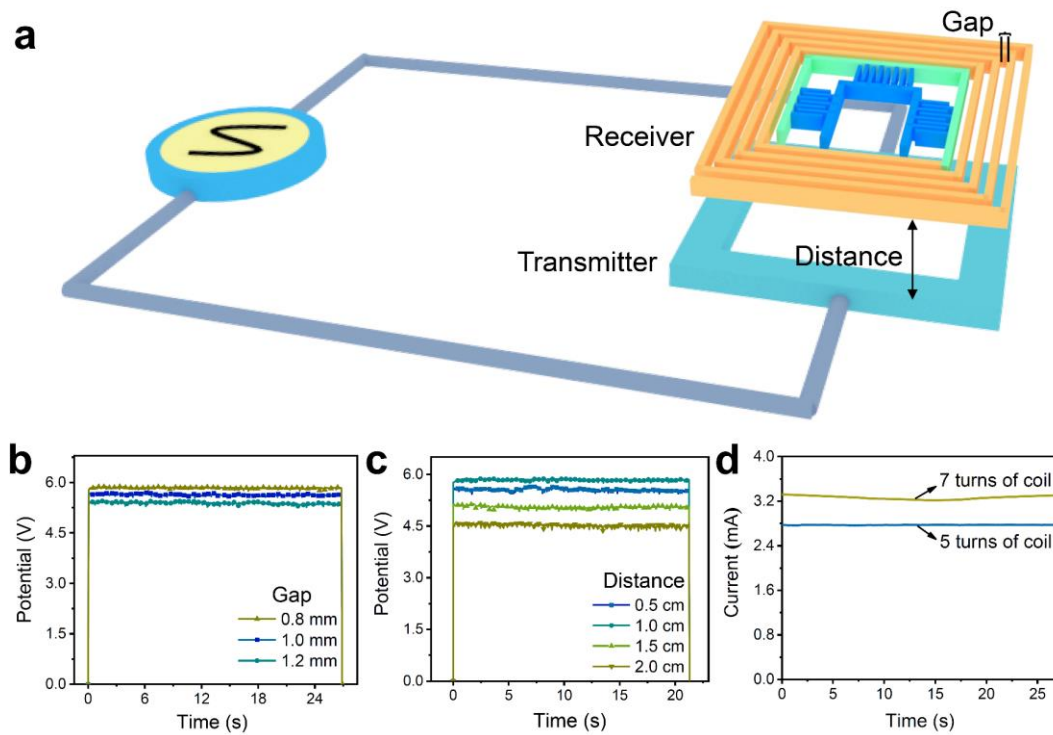 a
Gap
Receiver
Transmitter
Distance
b
6.0
4.5
3.0
1.5
0.0
Potential (V)
Gap
0.8 mm
1.0 mm
1.2 mm
0 6 12 18 24
Time (s)
c
6.0
4.5
3.0
1.5
0.0
Potential (V)
Distance
0.5 cm
1.0 cm
1.5 cm
2.0 cm
0 5 10 15 20
Time (s)
d
4.0
3.2
2.4
1.6
0.8
0.0
Current (mA)
7 turns of coil
5 turns of coil
0 5 10 15 20 25
Time (s)